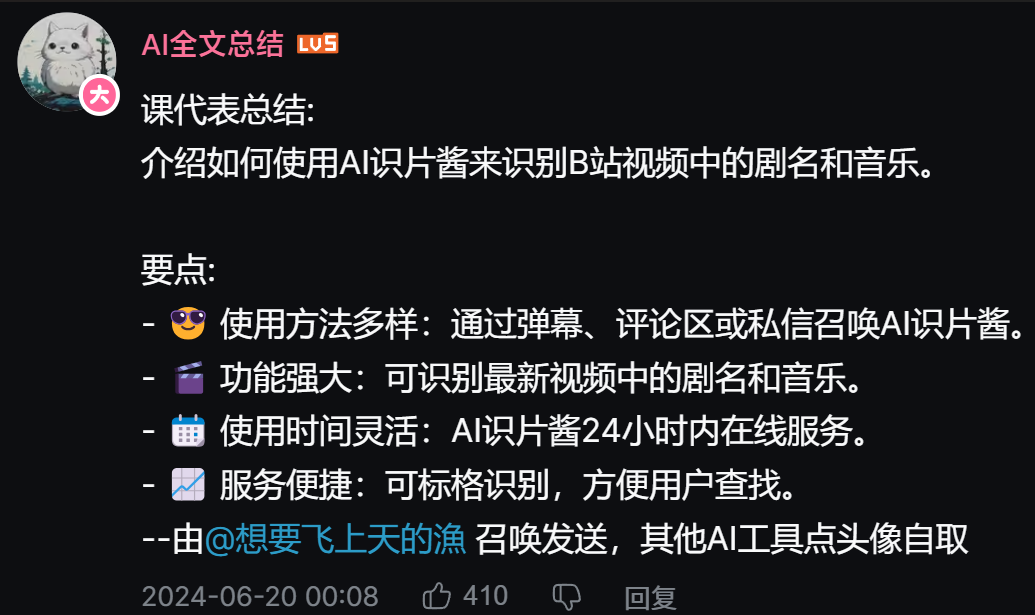 AI全文总结 LV5
大
课代表总结:
介绍如何使用AI识片酱来识别B站视频中的剧名和音乐。
要点:
- 😎 使用方法多样：通过弹幕、评论区或私信召唤AI识片酱。
- 🎬 功能强大：可识别最新视频中的剧名和音乐。
- 📅 使用时间灵活：AI识片酱24小时内在线服务。
- 📈 服务便捷：可标格识别，方便用户查找。
--由@想要飞上天的漁 召唤发送，其他AI工具点头像自取
2024-06-20 00:08 410 回复